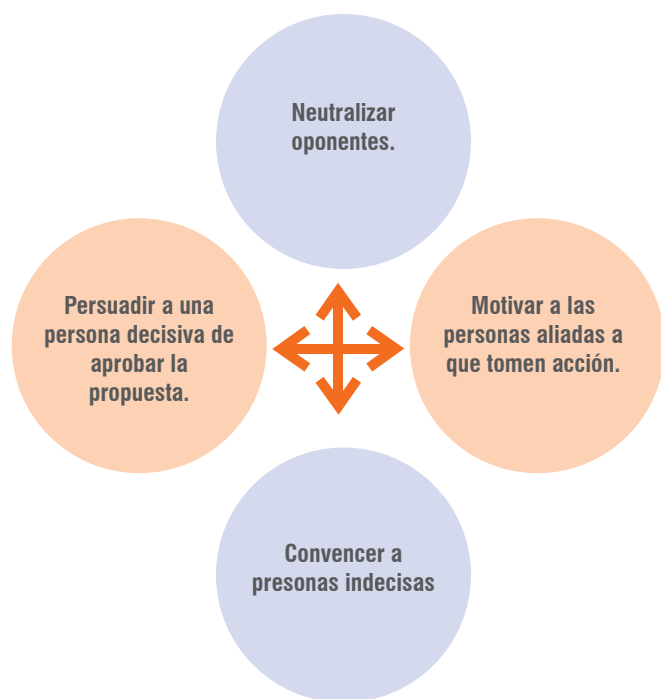 Neutralizar
oponentes.
Persuadir a una
persona decisiva de
aprobar la
propuesta.
Motivar a las
personas aliadas a
que tomen acción.
Convencer a
presonas indecisas